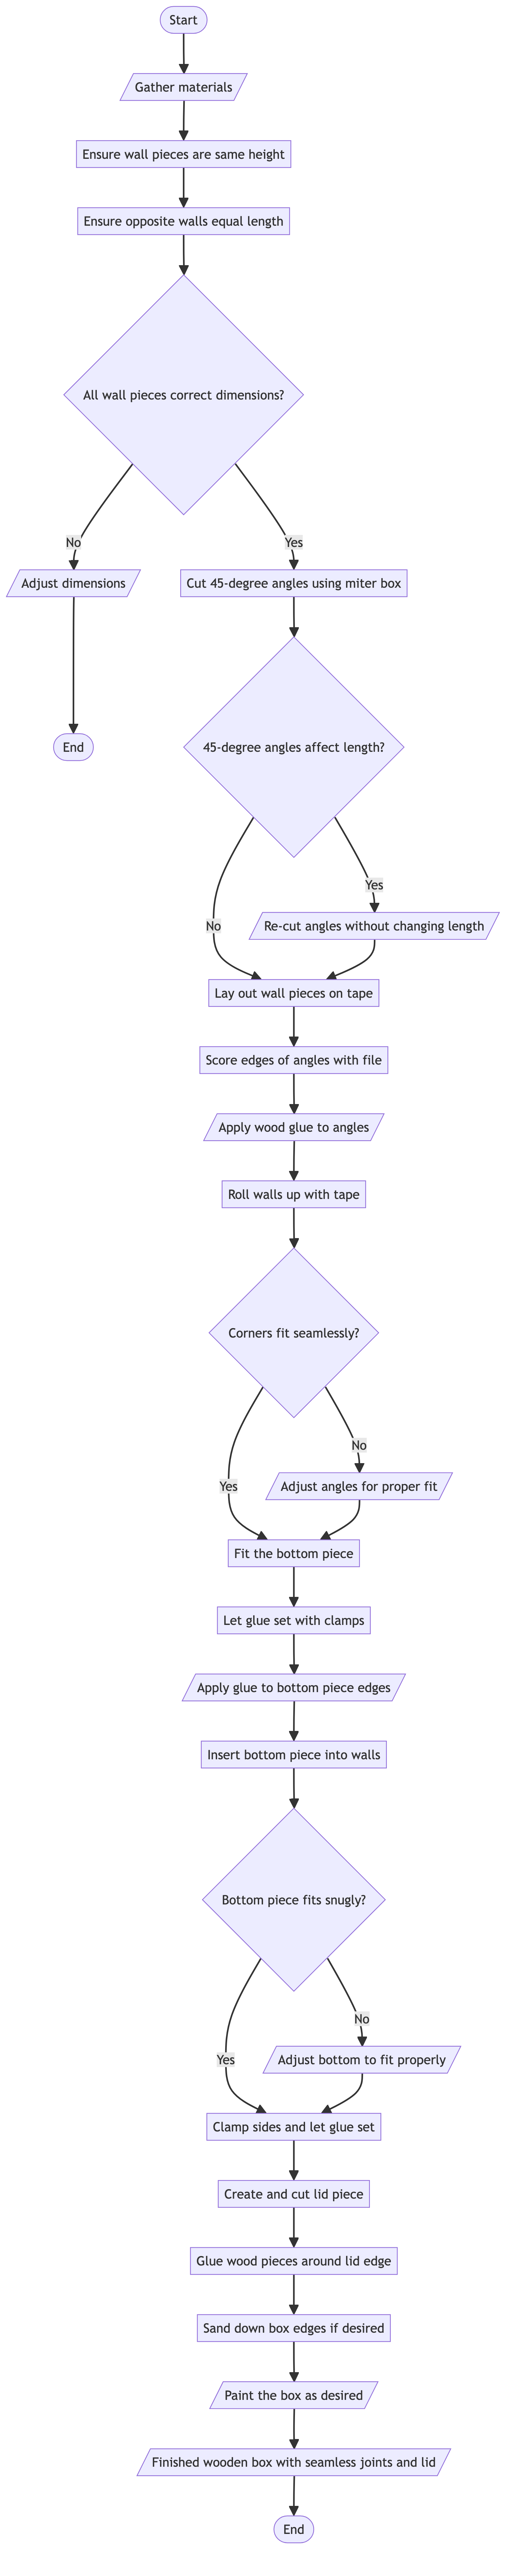 Start
Gather materials
Ensure wall pieces are same height
Ensure opposite walls equal length
All wall pieces correct dimensions?
No
Yes
Adjust dimensions
Cut 45-degree angles using miter box
End
45-degree angles affect length?
Yes
No
Re-cut angles without changing length
Lay out wall pieces on tape
Score edges of angles with file
Apply wood glue to angles
Roll walls up with tape
Corners fit seamlessly?
No
Yes
Adjust angles for proper fit
Fit the bottom piece
Let glue set with clamps
Apply glue to bottom piece edges
Insert bottom piece into walls
Bottom piece fits snugly?
No
Yes
Adjust bottom to fit properly
Clamp sides and let glue set
Create and cut lid piece
Glue wood pieces around lid edge
Sand down box edges if desired
Paint the box as desired
Finished wooden box with seamless joints and lid
End